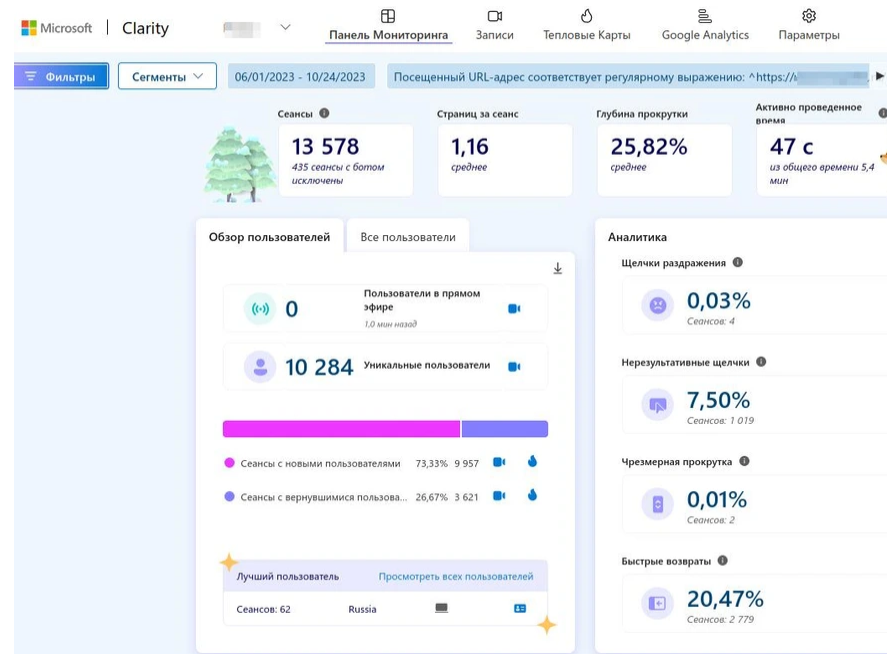 Microsoft | Clarity
Панель Мониторинга
Записи
Тепловые Карты
Google Analytics
Параметры
Фильтры
Сегменты
06/01/2023 - 10/24/2023
Посещенный URL-адрес соответствует регулярному выражению: ^https://
Сеансы
13 578
435 сеансы с ботом
исключены
Страниц за сеанс
1,16
среднее
Глубина прокрутки
25,82%
среднее
Активно проведенное
время
47 с
из общего времени 5,4
мин
Обзор пользователей
Все пользователи
0
Пользователи в прямом
эфире
1,0 мин назад
10 284 Уникальные пользователи
Сеансы с новыми пользователями 73,33% 9 957
Сеансы с вернувшимися пользова... 26,67% 3 621
Лучший пользователь
Просмотреть всех пользователей
Сеансов: 62
Russia
Аналитика
Щелчки раздражения
0,03%
Сеансов: 4
Нерезультативные щелчки
7,50%
Сеансов: 1 019
Чрезмерная прокрутка
0,01%
Сеансов: 2
Быстрые возвраты
20,47%
Сеансов: 2 779